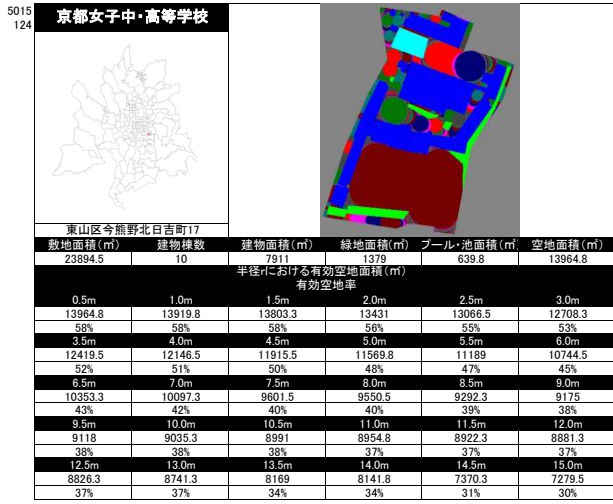 5015
124
京都女子中・高等学校
東山区今熊野北日吉町17
敷地面積(㎡) 建物棟数 建物面積(㎡) 緑地面積(㎡) プール・池面積(㎡) 空地面積(㎡)
23894.5 10 7911 1379 639.8 13964.8
半径rにおける有効空地面積(㎡)
有効空地率
0.5m 1.0m 1.5m 2.0m 2.5m 3.0m
13964.8 13919.8 13803.3 13431 13066.5 12708.3
58% 58% 58% 56% 55% 53%
3.5m 4.0m 4.5m 5.0m 5.5m 6.0m
12419.5 12146.5 11915.5 11569.8 11189 10744.5
52% 51% 50% 48% 47% 45%
6.5m 7.0m 7.5m 8.0m 8.5m 9.0m
10353.3 10097.3 9601.5 9550.5 9292.3 9175
43% 42% 40% 40% 39% 38%
9.5m 10.0m 10.5m 11.0m 11.5m 12.0m
9118 9035.3 8991 8954.8 8922.3 8881.3
38% 38% 38% 37% 37% 37%
12.5m 13.0m 13.5m 14.0m 14.5m 15.0m
8826.3 8741.3 8169 8141.8 7370.3 7279.5
37% 37% 34% 34% 31% 30%